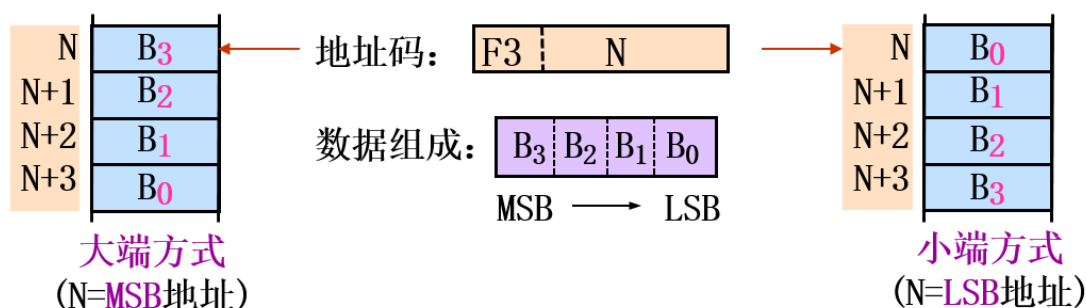 N B3
N+1 B2
N+2 B1
N+3 B0
大端方式
(N=MSB地址)
地址码: F3 N
数据组成: B3 B2 B1 B0
MSB → LSB
N B0
N+1 B1
N+2 B2
N+3 B3
小端方式
(N=LSB地址)